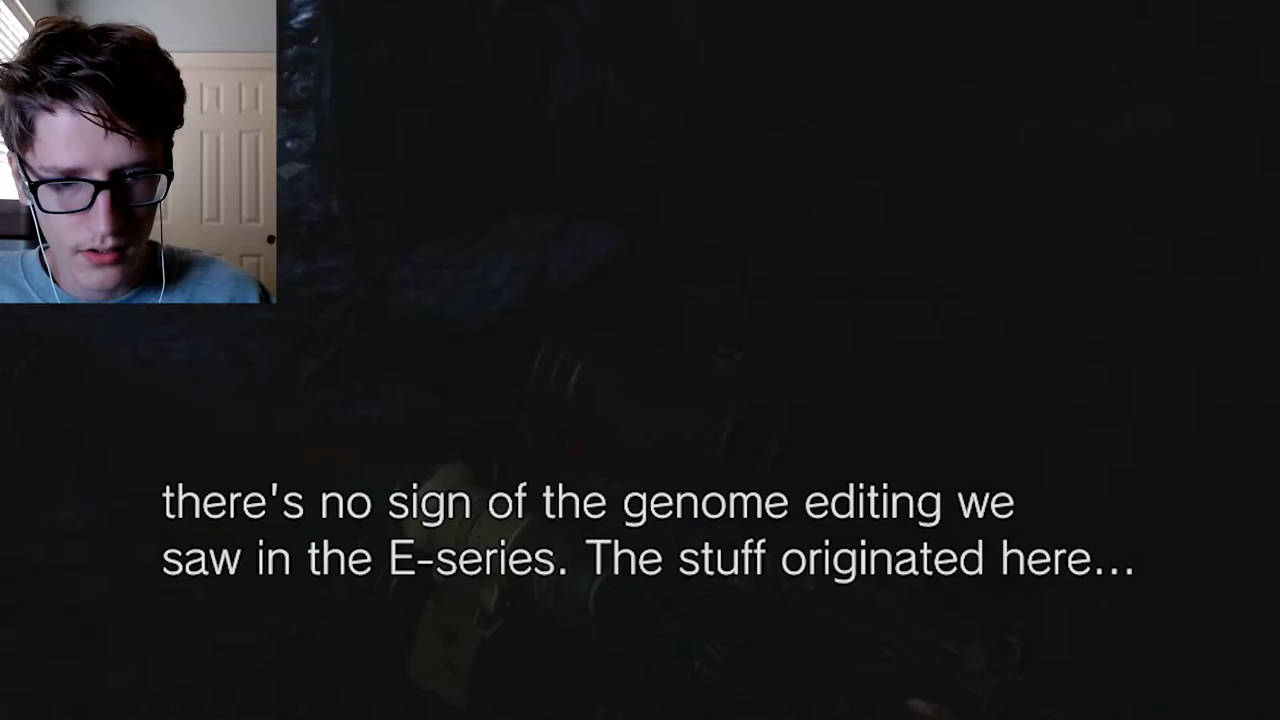 there's no sign of the genome editing we
saw in the E-series. The stuff originated here...